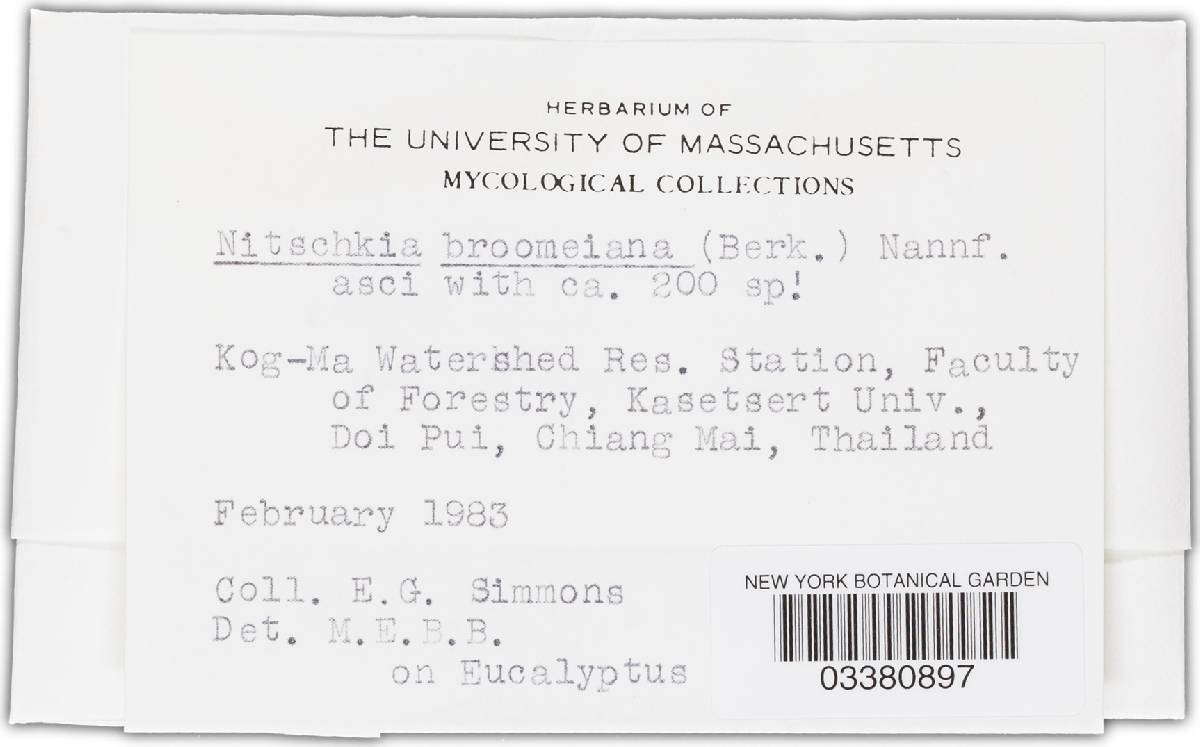 HERBARIUM OF
THE UNIVERSITY OF MASSACHUSETTS
MYCOLOGICAL COLLECTIONS
Nitschkia broomeiana (Berk.) Nannf.
asci with ca. 200 sp!
Kog-Ma Watershed Res. Station, Faculty
of Forestry, Kasetsert Univ.,
Doi Pui, Chiang Mai, Thailand
February 1983
Coll. E.G. Simmons
Det. M.E.B.B.
on Eucalyptus
NEW YORK BOTANICAL GARDEN
03380897